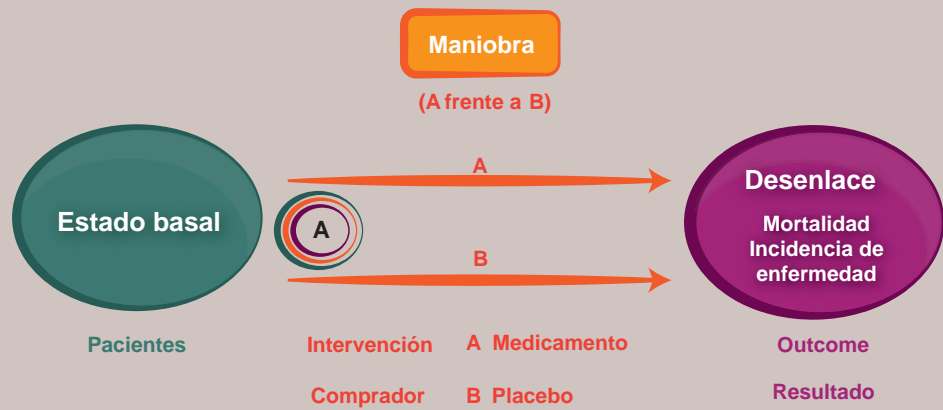 Maniobra
(A frente a B)
A
Estado basal
A
Desenlace
Mortalidad
Incidencia de
enfermedad
B
Pacientes
Intervención
A Medicamento
Outcome
Comprador
B Placebo
Resultado